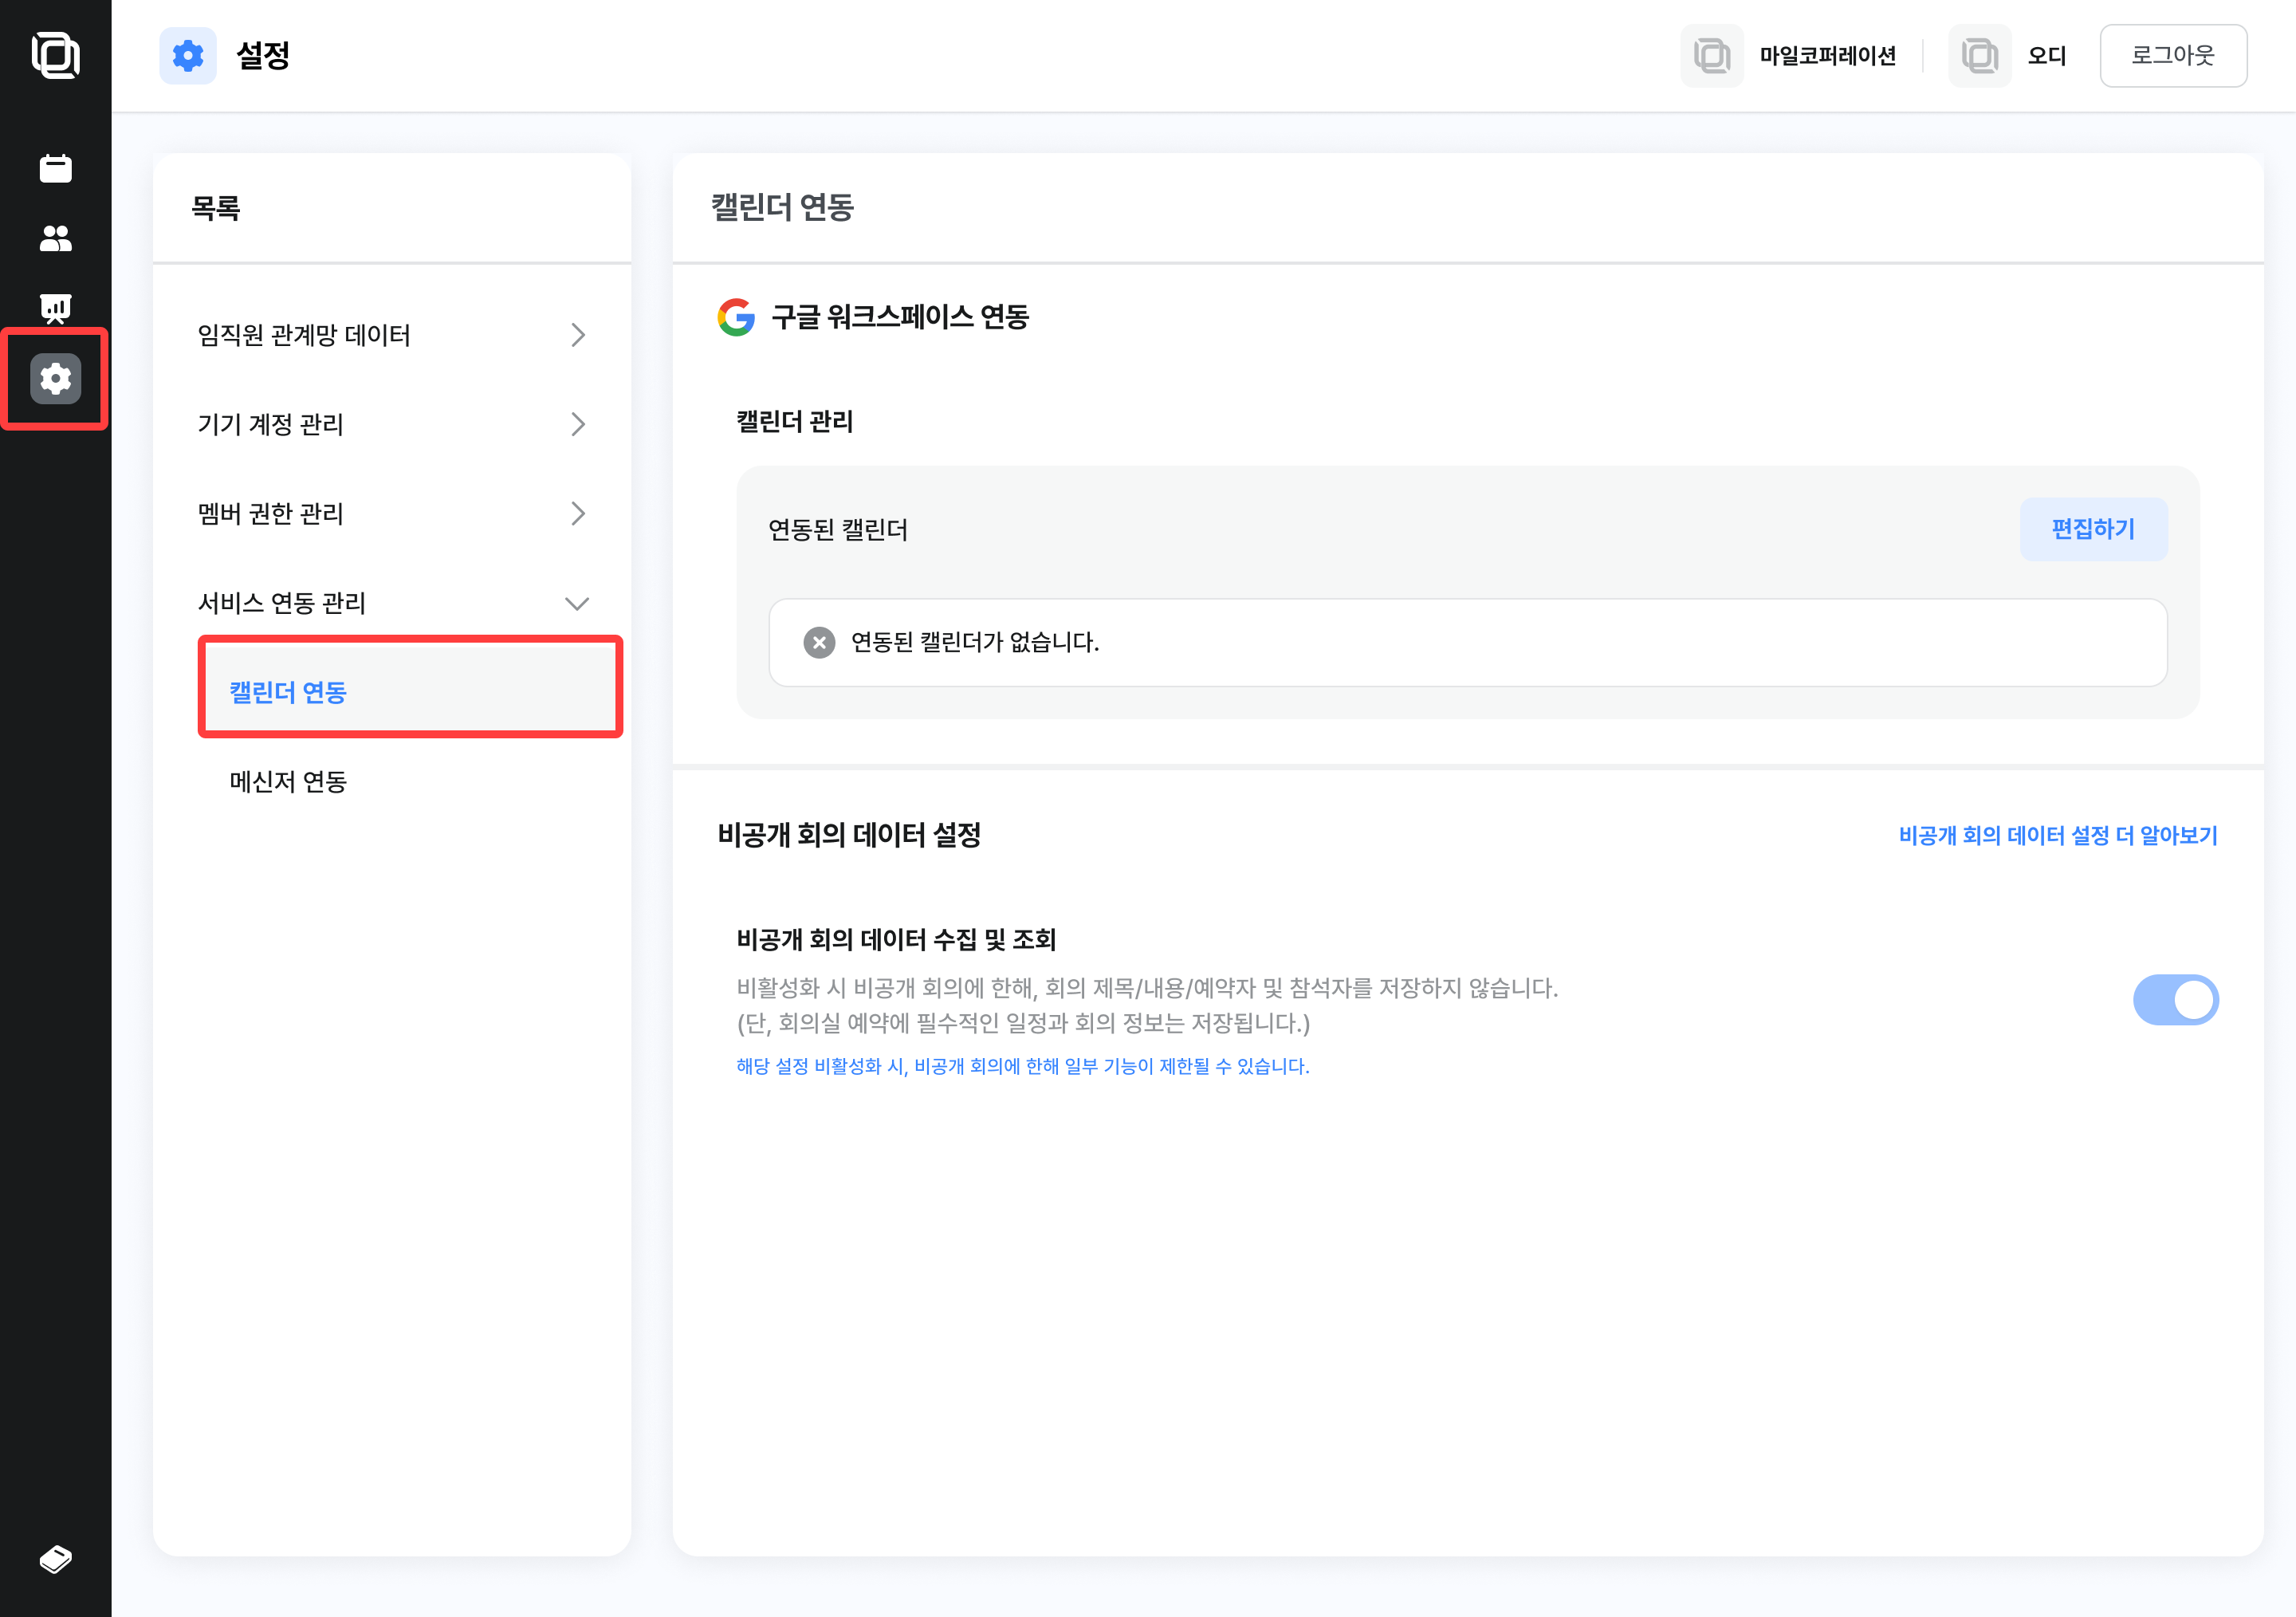 설정
마일코퍼레이션
오디
로그아웃
목록
임직원 관계망 데이터
기기 계정 관리
멤버 권한 관리
서비스 연동 관리
캘린더 연동
메신저 연동
캘린더 연동
구글 워크스페이스 연동
캘린더 관리
연동된 캘린더
편집하기
연동된 캘린더가 없습니다.
비공개 회의 데이터 설정
비공개 회의 데이터 설정 더 알아보기
비공개 회의 데이터 수집 및 조회
비활성화 시 비공개 회의에 한해, 회의 제목/내용/예약자 및 참석자를 저장하지 않습니다.
(단, 회의실 예약에 필수적인 일정과 회의 정보는 저장됩니다.)
해당 설정 비활성화 시, 비공개 회의에 한해 일부 기능이 제한될 수 있습니다.